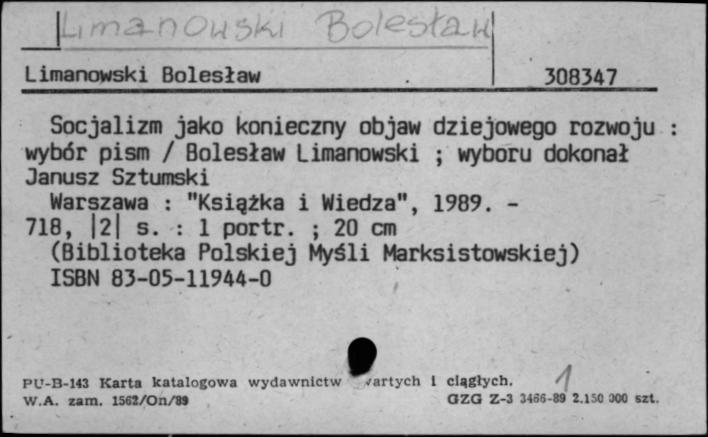 Limanowski Bolesław
Limanowski Bolesław 308347
Socjalizm jako konieczny objaw dziejowego rozwoju :
wybór pism / Bolesław Limanowski ; wyboru dokonał
Janusz Sztumski
Warszawa : "Książka i Wiedza", 1989. -
718, |2| s. : 1 portr. ; 20 cm
(Biblioteka Polskiej Myśli Marksistowskiej)
ISBN 83-05-11944-0
1
PU-B-143 Karta katalogowa wydawnictw wartych i ciągłych.
W.A. zam. 1562/On/89 GZG Z-3 3466-89 2.150 000 szt.